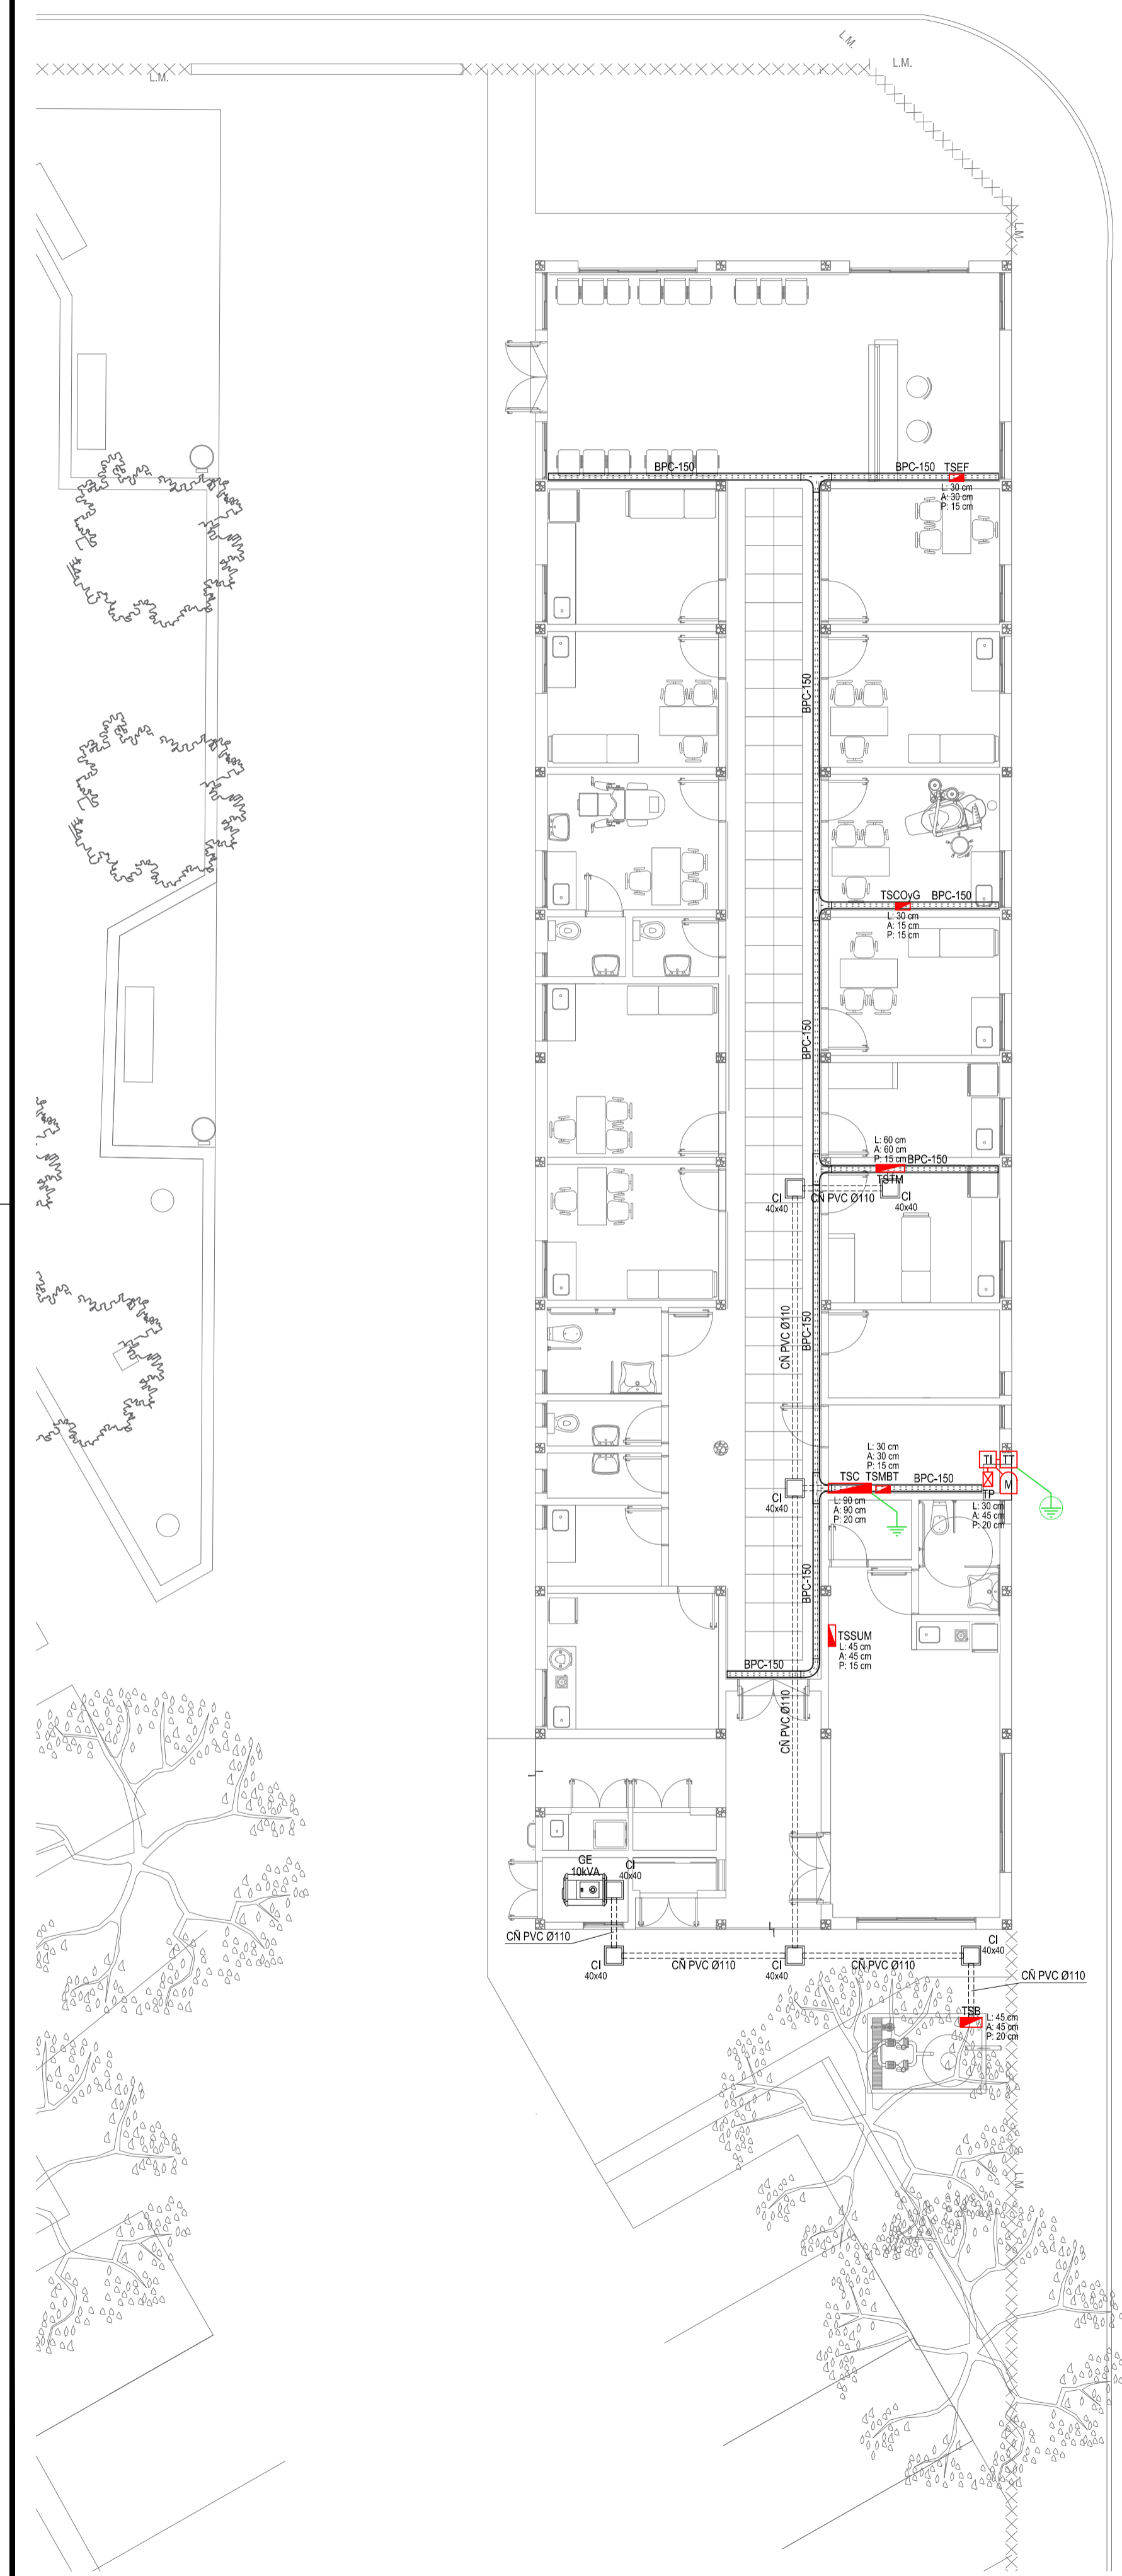 L.M.
L.M.
L.M.
L.M
BPC-150
BPC-150
TSEF
L: 30 cm
A: 30 cm
P: 15 cm
BPC-150
TSCOyG
BPC-150
L: 30 cm
A: 15 cm
P: 15 cm
BPC-150
L: 60 cm
A: 60 cm
P: 15 cm
BPC-150
TSTM
CI
40x40
CÑ PVC Ø110
CI
40x40
CÑ PVC Ø110
BPC-150
L: 30 cm
A: 30 cm
P: 15 cm
TSC
TSMBT
BPC-150
TI
TT
M
TP
L: 30 cm
A: 45 cm
P: 20 cm
CI
40x40
L: 90 cm
A: 90 cm
P: 20 cm
BPC-150
TSSUM
L: 45 cm
A: 45 cm
P: 15 cm
BPC-150
CÑ PVC Ø110
GE
10kVA
CI
40x40
CÑ PVC Ø110
CI
40x40
CÑ PVC Ø110
CI
40x40
CÑ PVC Ø110
CI
40x40
CÑ PVC Ø110
TSB
L: 45 cm
A: 45 cm
P: 20 cm
L.M.